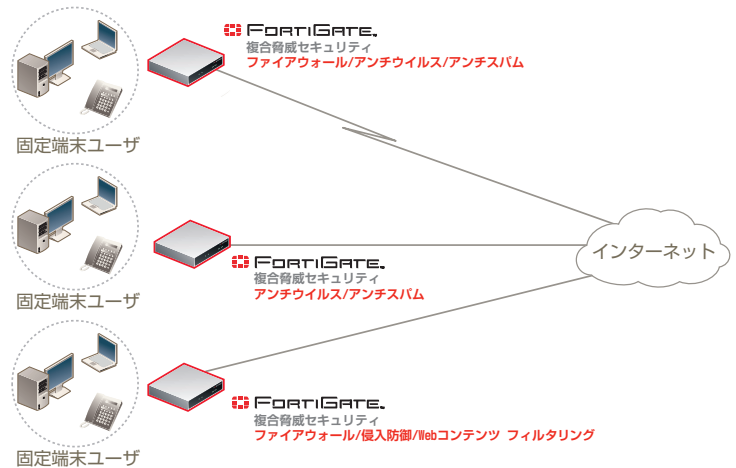 FORTIGATE
複合脅威セキュリティ
ファイアウォール/アンチウイルス/アンチスパム
固定端末ユーザ
インターネット
FORTIGATE
複合脅威セキュリティ
アンチウイルス/アンチスパム
固定端末ユーザ
FORTIGATE
複合脅威セキュリティ
ファイアウォール/侵入防御/Webコンテンツ フィルタリング
固定端末ユーザ